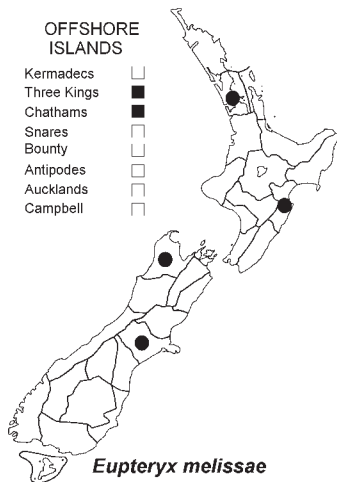 OFFSHORE
ISLANDS
Kermadecs
Three Kings
Chathams
Snares
Bounty
Antipodes
Aucklands
Campbell
Eupteryx melissae